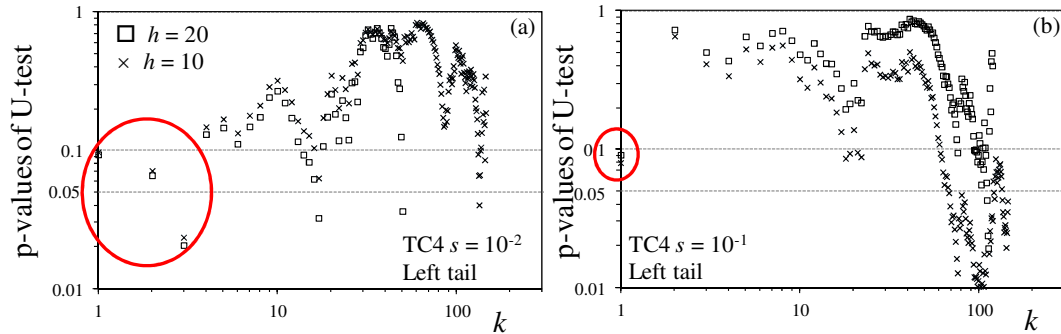 p-values of U-test
1
0.1
0.05
0.01
1
10
100
k
(a)
h = 20
h = 10
TC4 s = 10-2
Left tail
p-values of U-test
1
0.1
0.05
0.01
1
10
100
k
(b)
TC4 s = 10-1
Left tail